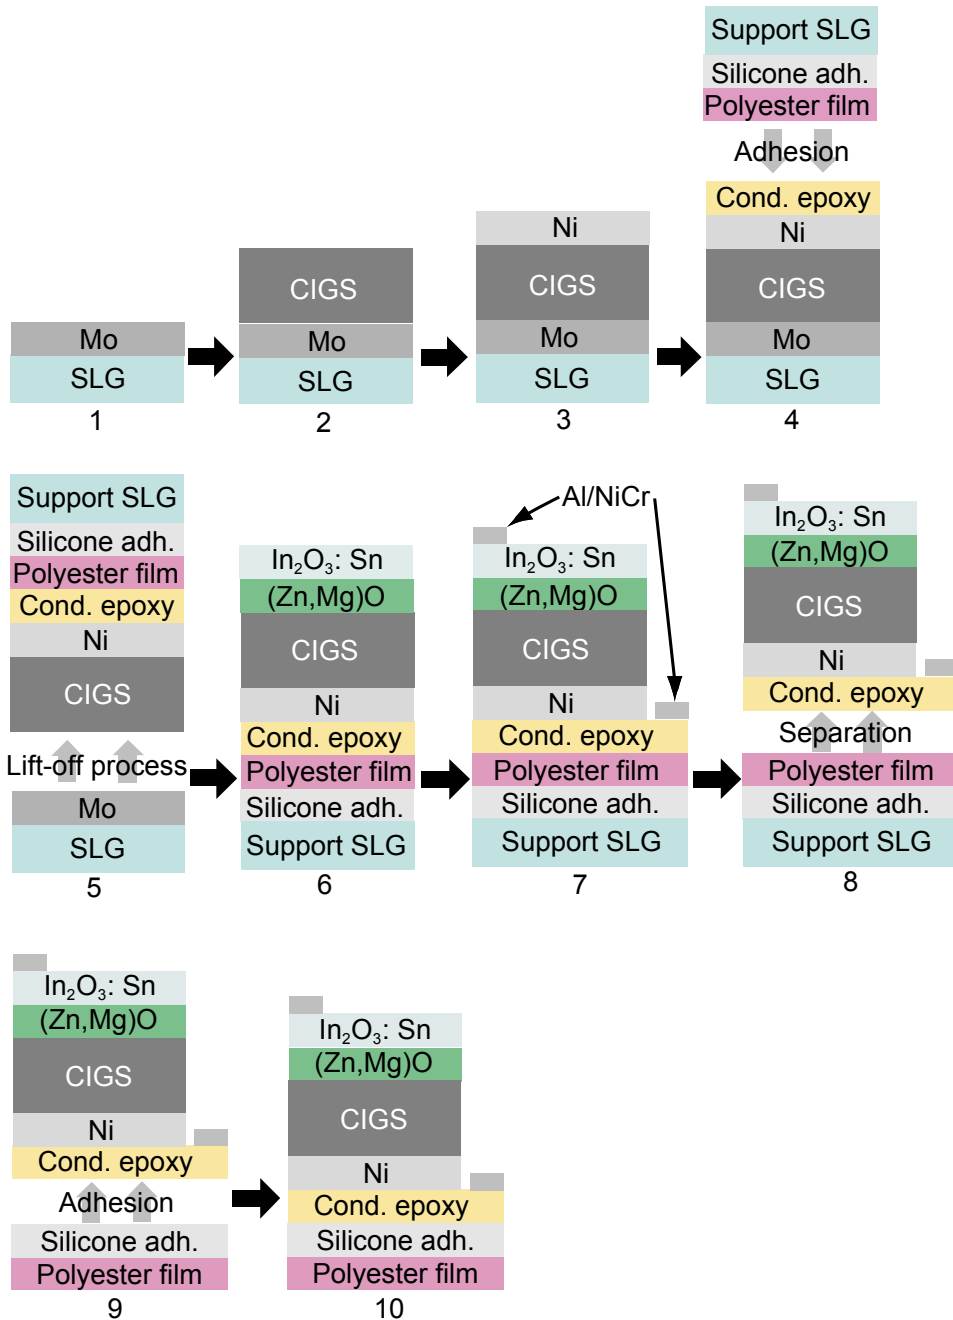 Support SLG
Silicone adh.
Polyester film
Adhesion
Cond. epoxy
Ni
CIGS
Mo
SLG
4
Ni
CIGS
Mo
SLG
3
CIGS
Mo
SLG
2
Mo
SLG
1
Support SLG
Silicone adh.
Polyester film
Cond. epoxy
Ni
CIGS
Lift-off process
Mo
SLG
5
In₂O₃: Sn
(Zn,Mg)O
CIGS
Ni
Cond. epoxy
Polyester film
Silicone adh.
Support SLG
6
Al/NiCr
In₂O₃: Sn
(Zn,Mg)O
CIGS
Ni
Cond. epoxy
Polyester film
Silicone adh.
Support SLG
7
In₂O₃: Sn
(Zn,Mg)O
CIGS
Ni
Cond. epoxy
Separation
Polyester film
Silicone adh.
Support SLG
8
In₂O₃: Sn
(Zn,Mg)O
CIGS
Ni
Cond. epoxy
Adhesion
Silicone adh.
Polyester film
9
In₂O₃: Sn
(Zn,Mg)O
CIGS
Ni
Cond. epoxy
Silicone adh.
Polyester film
10